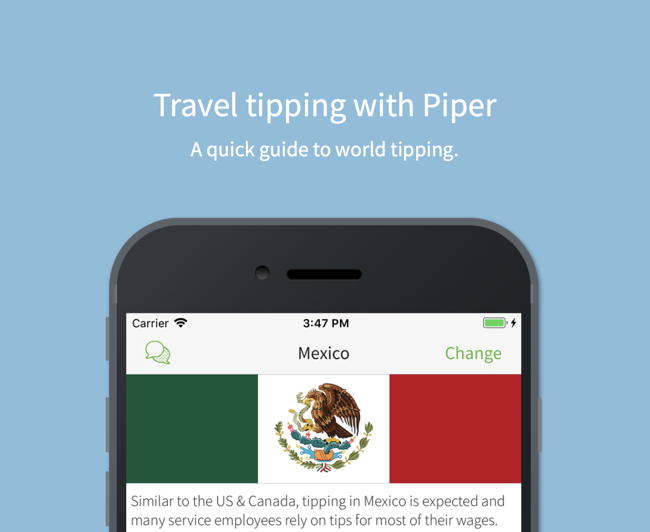 Travel tipping with Piper
A quick guide to world tipping.
Carrier 3:47 PM
Mexico Change
Similar to the US & Canada, tipping in Mexico is expected and
many service employees rely on tips for most of their wages.